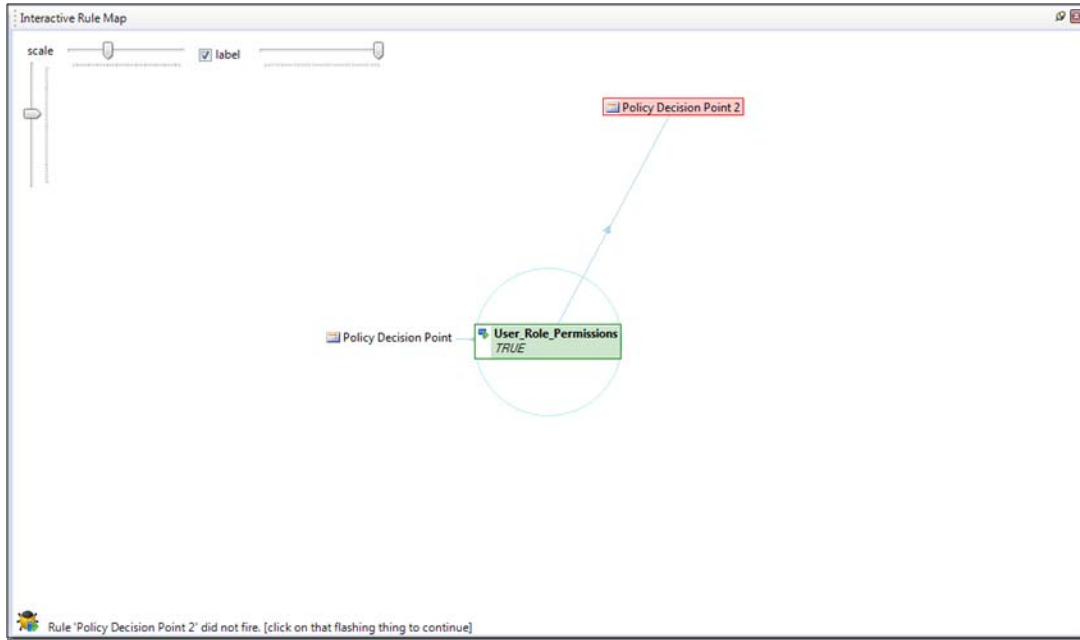 Interactive Rule Map
scale
label
Policy Decision Point 2
Policy Decision Point
User_Role_Permissions
TRUE
Rule 'Policy Decision Point 2' did not fire. [click on that flashing thing to continue]